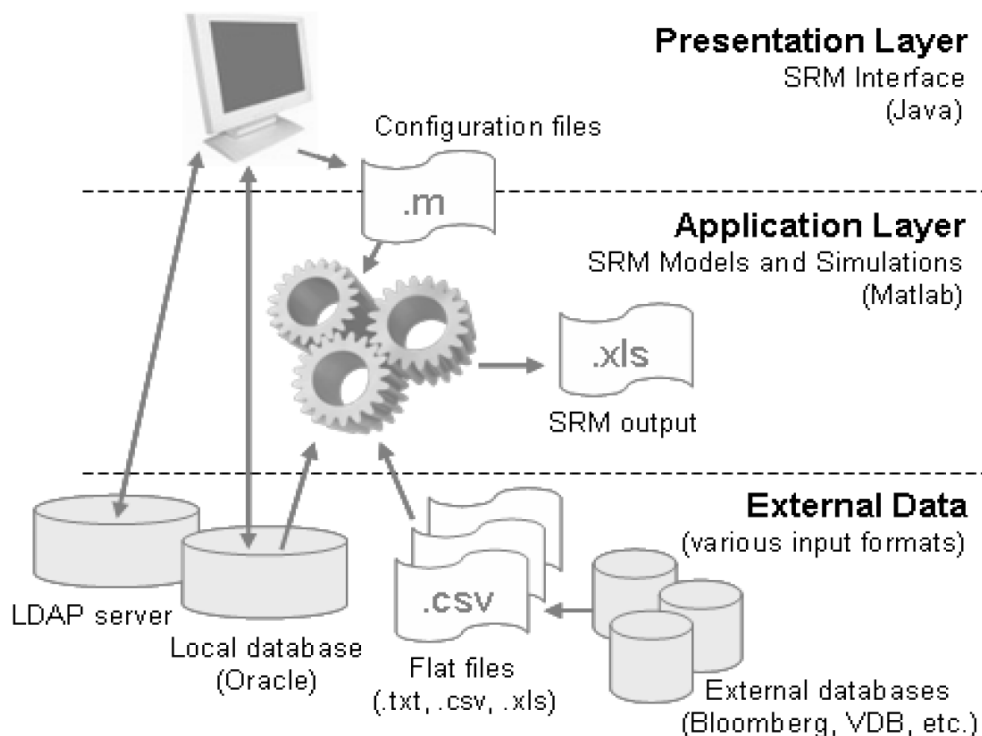 Presentation Layer
SRM Interface
(Java)
Configuration files
.m
Application Layer
SRM Models and Simulations
(Matlab)
.xls
SRM output
External Data
(various input formats)
.csv
LDAP server
Local database
(Oracle)
Flat files
(.txt, .csv, .xls)
External databases
(Bloomberg, VDB, etc.)